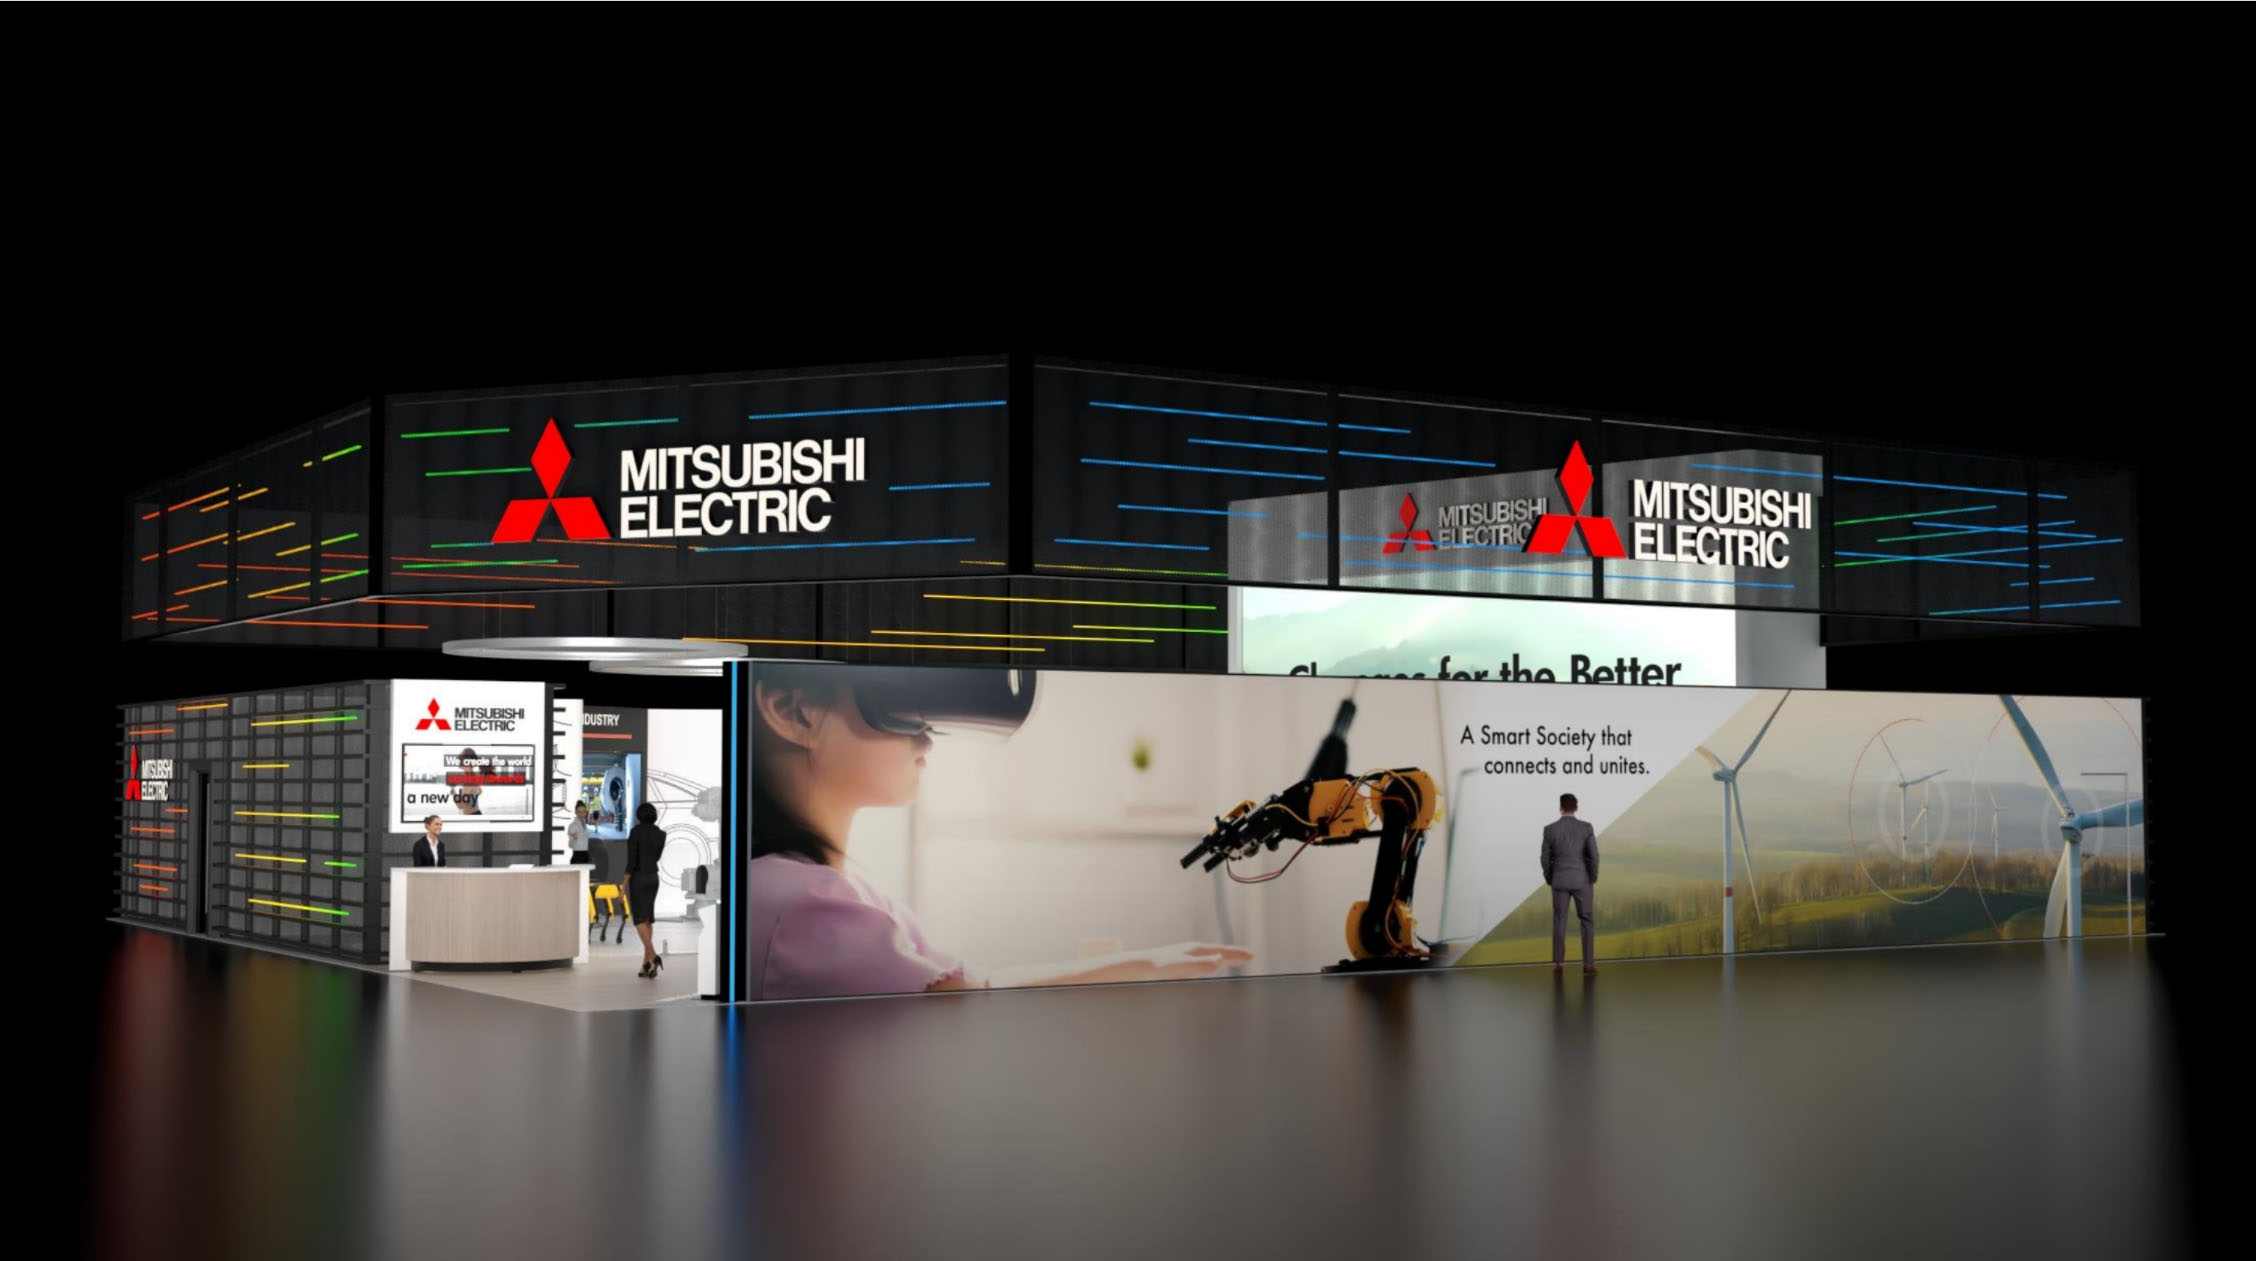 MITSUBISHI
ELECTRIC
MITSUBISHI
ELECTRIC
MITSUBISHI
ELECTRIC
for the Better
MITSUBISHI
ELECTRIC
We create the world
a new day
DUSTRY
MITSUBISHI
ELECTRIC
A Smart Society that
connects and unites.